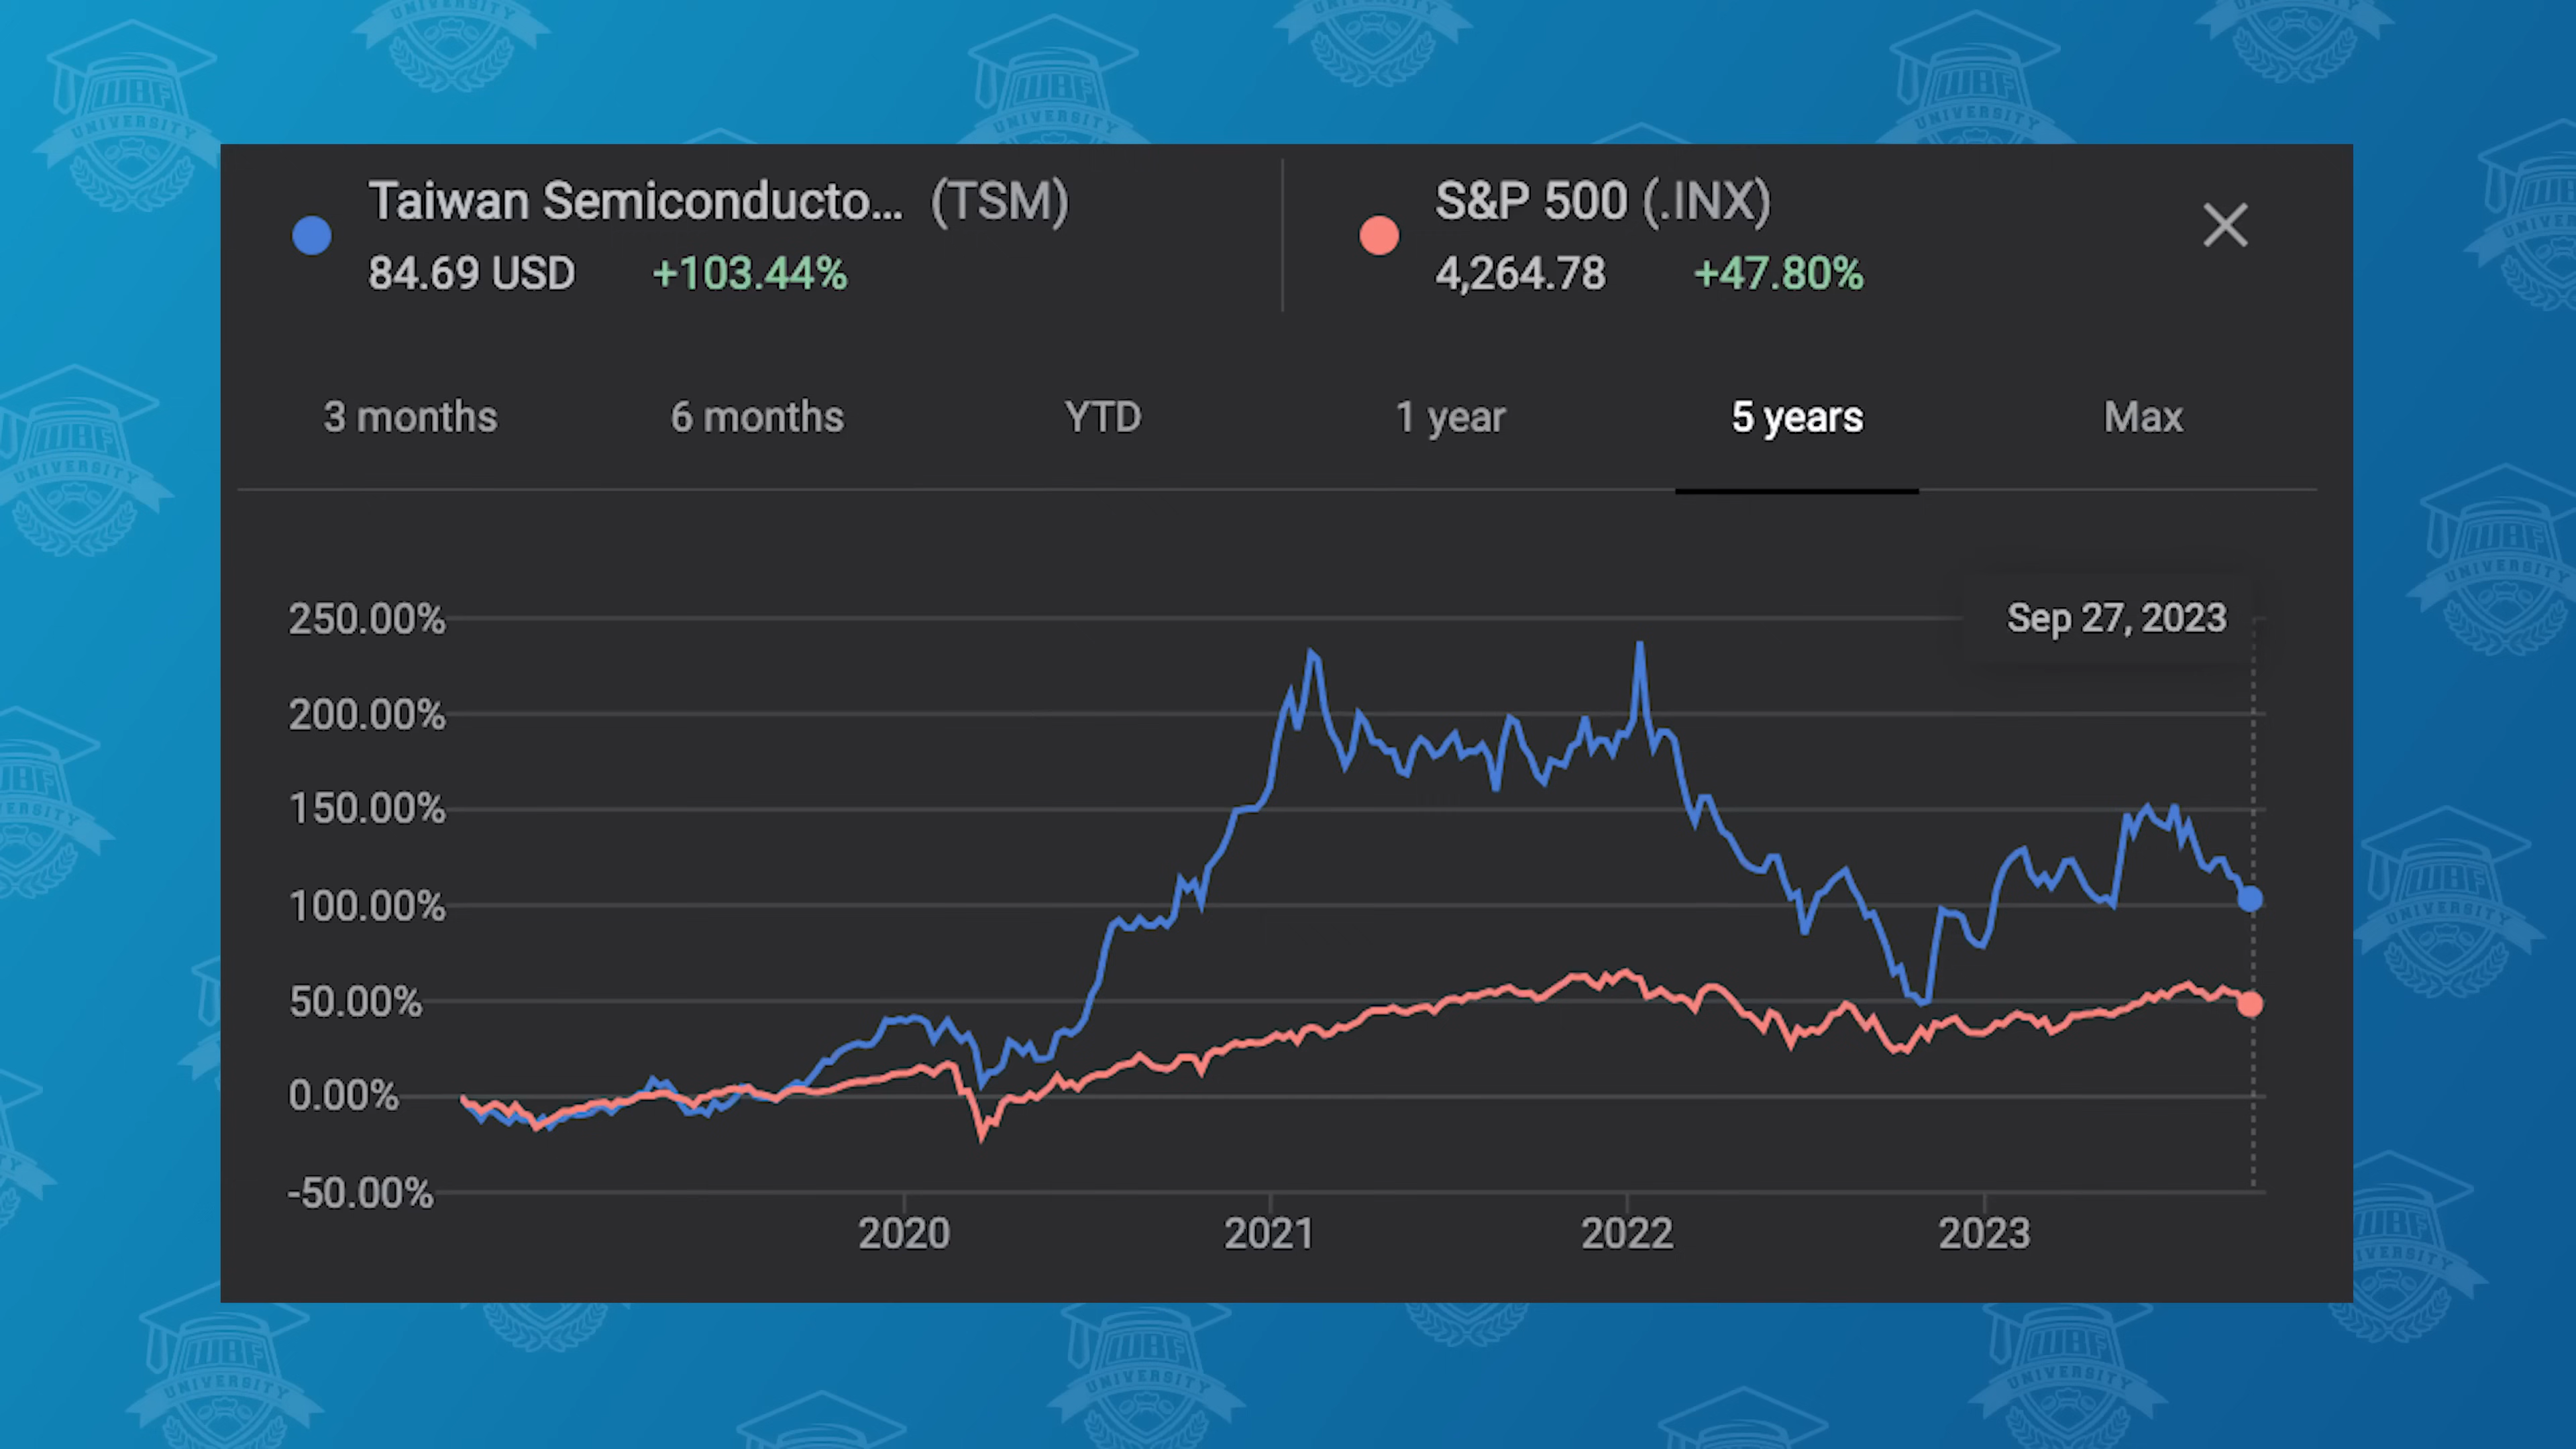 Taiwan Semiconducto... (TSM)
84.69 USD +103.44%
S&P 500 (.INX)
4,264.78 +47.80%
3 months 6 months YTD 1 year 5 years Max
Sep 27, 2023
250.00%
200.00%
150.00%
100.00%
50.00%
0.00%
-50.00%
2020 2021 2022 2023
WBF
UNIVERSITY